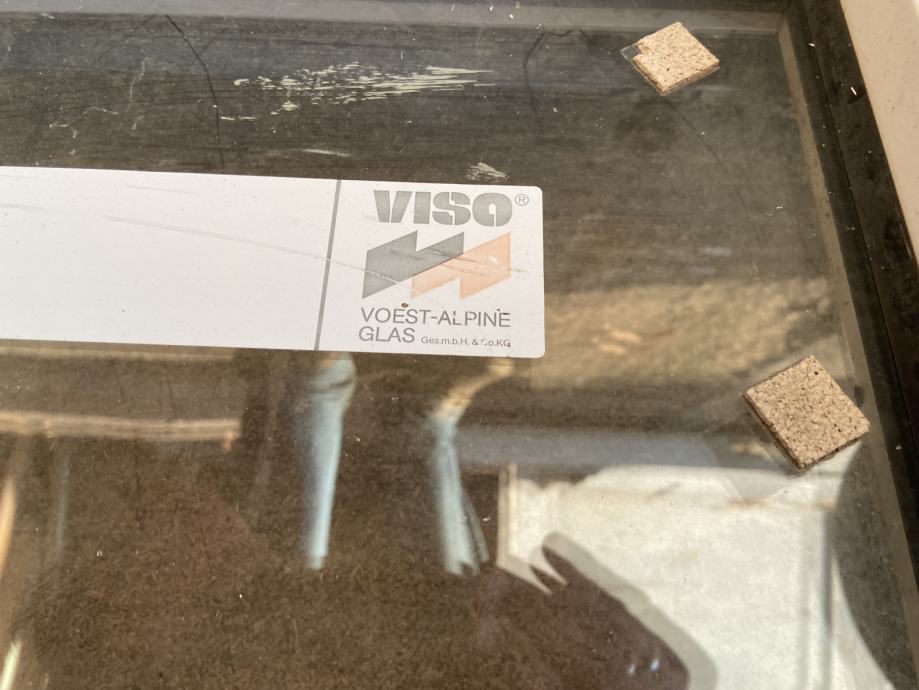 VISO®
VOEST-ALPINE
GLAS Ges.m.b.H. & Co.KG